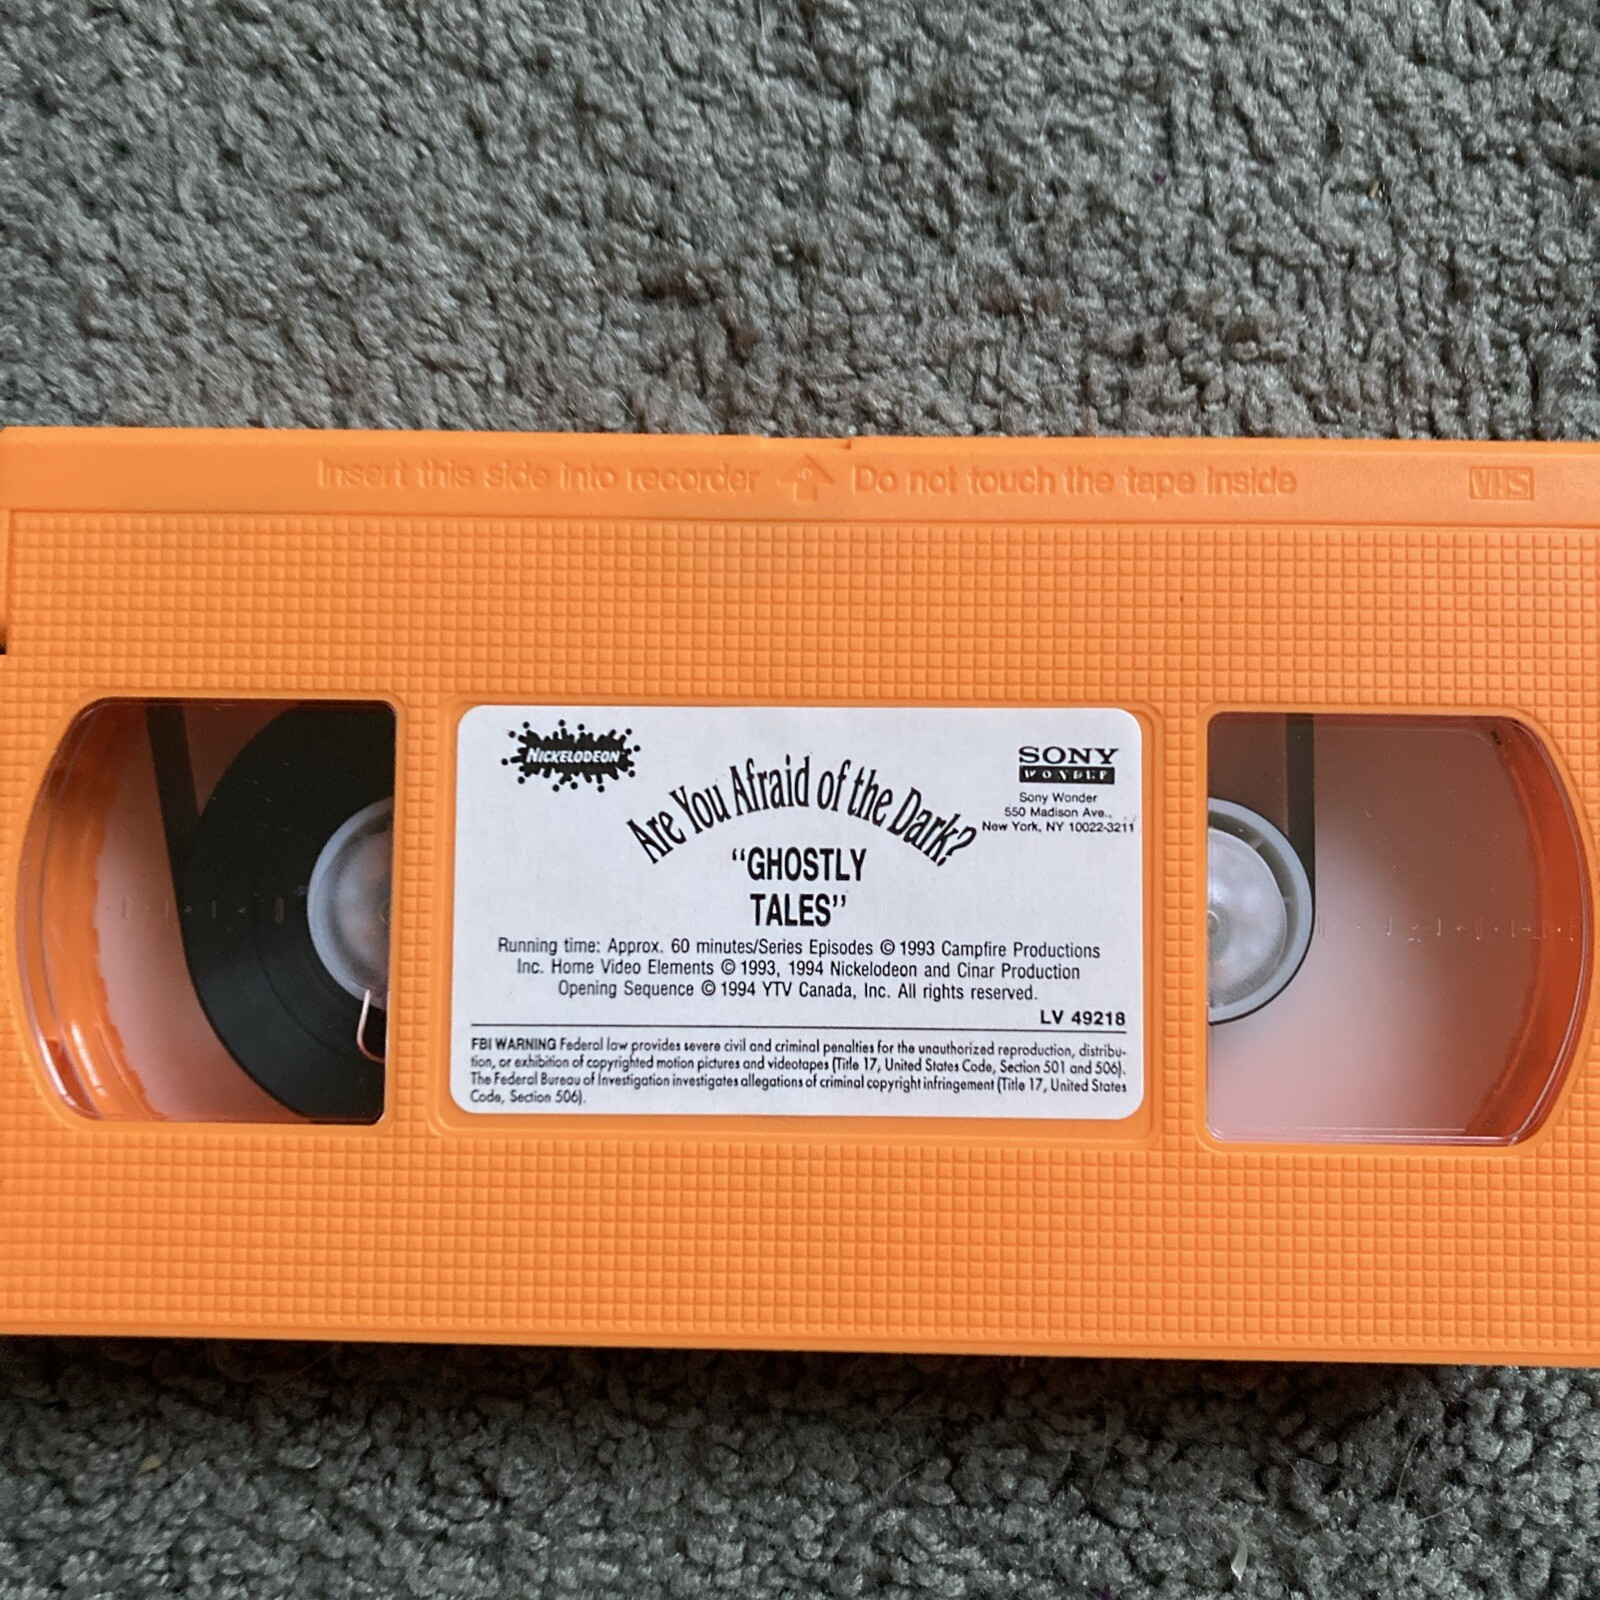 Insert this side into recorder Do not touch the tape inside VHS
NICKELODEON
SONY
WONDER
Sony Wonder
550 Madison Ave.,
New York, NY 10022-3211
Are You Afraid of the Dark?
“GHOSTLY
TALES”
Running time: Approx. 60 minutes/Series Episodes © 1993 Campfire Productions
Inc. Home Video Elements © 1993, 1994 Nickelodeon and Cinar Production
Opening Sequence © 1994 YTV Canada, Inc. All rights reserved.
LV 49218
FBI WARNING Federal law provides severe civil and criminal penalties for the unauthorized reproduction, distribu-
tion, or exhibition of copyrighted motion pictures and videotapes (Title 17, United States Code, Section 501 and 506).
The Federal Bureau of Investigation investigates allegations of criminal copyright infringement (Title 17, United States
Code, Section 506).